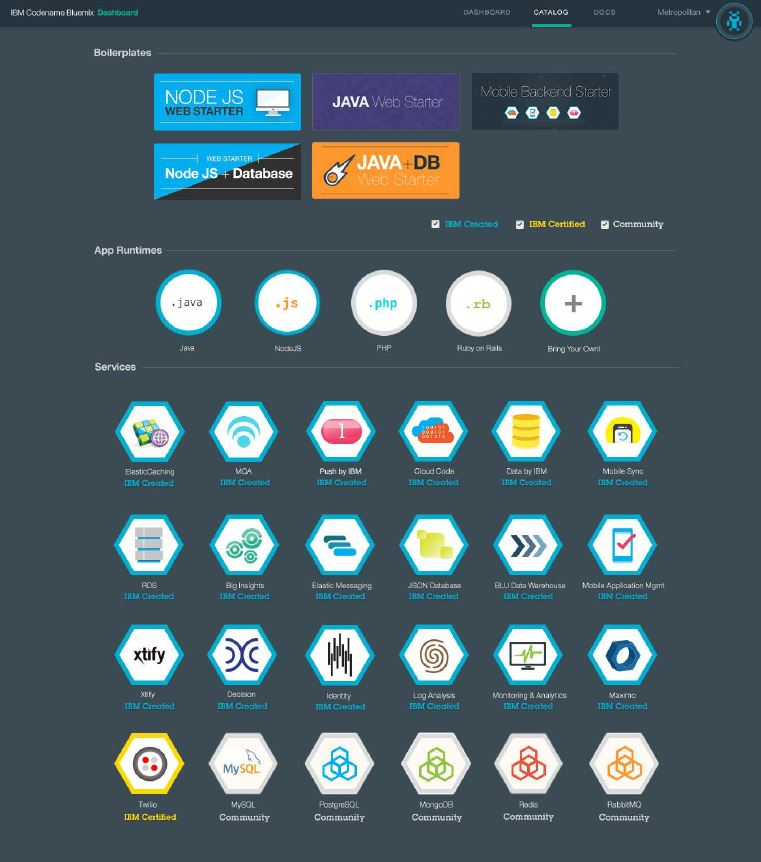 IBM Codename Bluemix Dashboard
DASHBOARD CATALOG DOCS Metropolitan
Boilerplates
NODE JS
WEB STARTER
JAVA Web Starter
Mobile Backend Starter
WEB STARTER
Node JS + Database
JAVA+DB
Web Starter
IBM Created IBM Certified Community
App Runtimes
.java .js .php .rb +
Java NodeJS PHP Ruby on Rails Bring Your Own!
Services
1
ElasticCaching MQA Push by IBM Cloud Code Data by IBM Mobile Sync
IBM Created IBM Created IBM Created IBM Created IBM Created IBM Created
RDS Big Insights Elastic Messaging JSON Database BLU Data Warehouse Mobile Application Mgmt
IBM Created IBM Created IBM Created IBM Created IBM Created IBM Created
xtify
Xtify Decision Identity Log Analysis Monitoring & Analytics Maximo
IBM Created IBM Created IBM Created IBM Created IBM Created IBM Created
MySQL
Twilio MySQL PostgreSQL MongoDB Redis RabbitMQ
IBM Certified Community Community Community Community Community